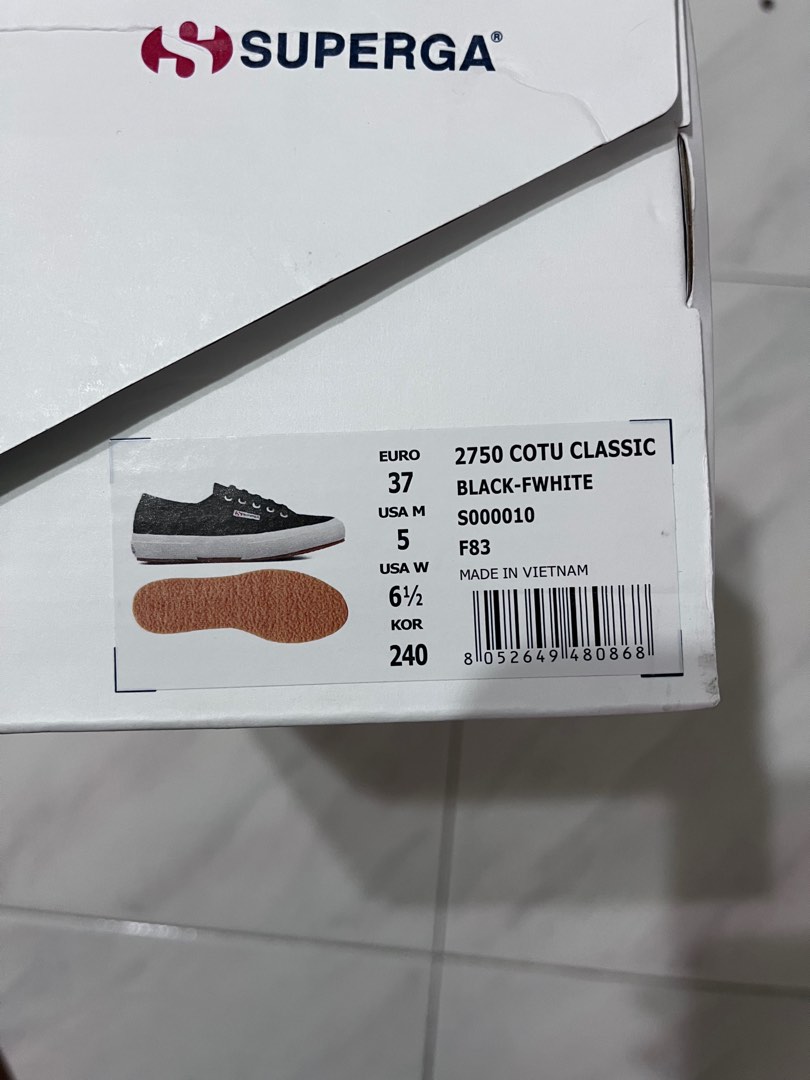 SUPERGA®
EURO
37
USA M
5
USA W
6½
KOR
240
2750 COTU CLASSIC
BLACK-FWHITE
S000010
F83
MADE IN VIETNAM
8 052649 480868